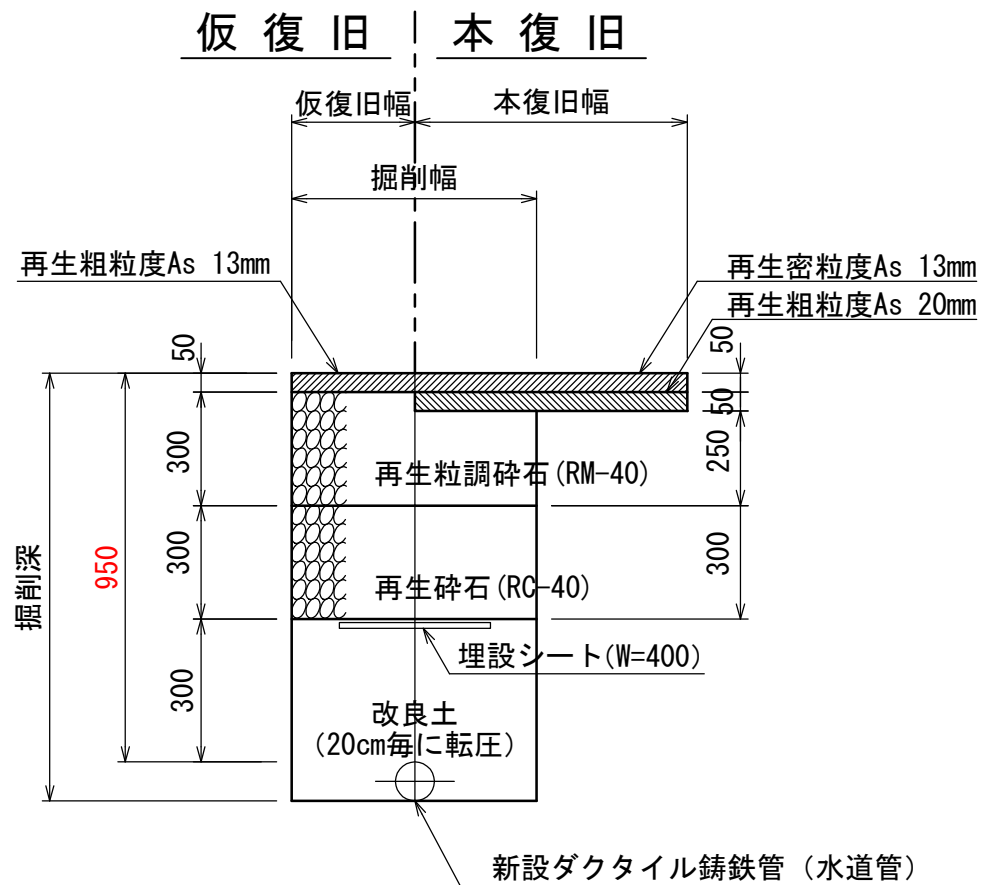 仮復旧
本復旧
仮復旧幅
本復旧幅
掘削幅
再生粗粒度As 13mm
再生密粒度As 13mm
再生粗粒度As 20mm
50
50
50
300
250
再生粒調砕石(RM-40)
300
300
再生砕石(RC-40)
950
掘削深
埋設シート(W=400)
300
改良土
(20cm毎に転圧)
新設ダクタイル鋳鉄管（水道管）